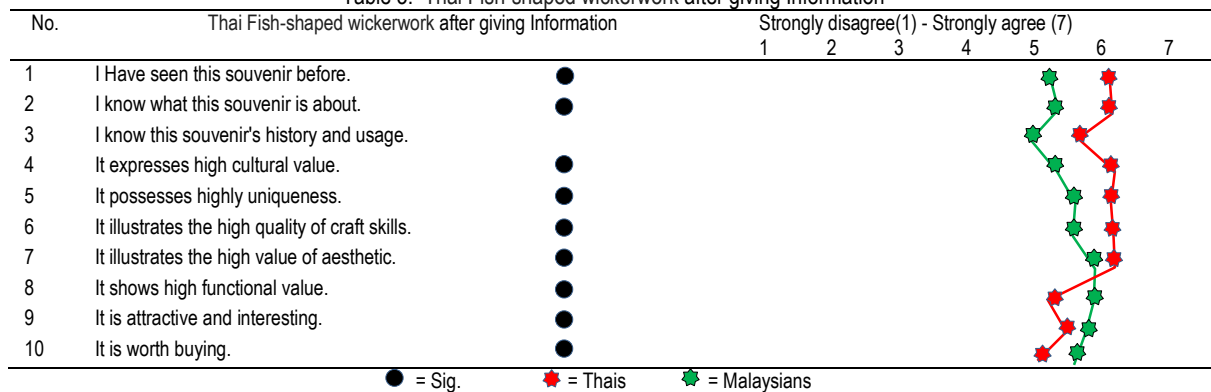 Table 3. Thai Fish-shaped wickerwork after giving Information
No. Thai Fish-shaped wickerwork after giving Information Strongly disagree(1) - Strongly agree (7)
1 2 3 4 5 6 7
1 I Have seen this souvenir before.
2 I know what this souvenir is about.
3 I know this souvenir's history and usage.
4 It expresses high cultural value.
5 It possesses highly uniqueness.
6 It illustrates the high quality of craft skills.
7 It illustrates the high value of aesthetic.
8 It shows high functional value.
9 It is attractive and interesting.
10 It is worth buying.
= Sig. = Thais = Malaysians